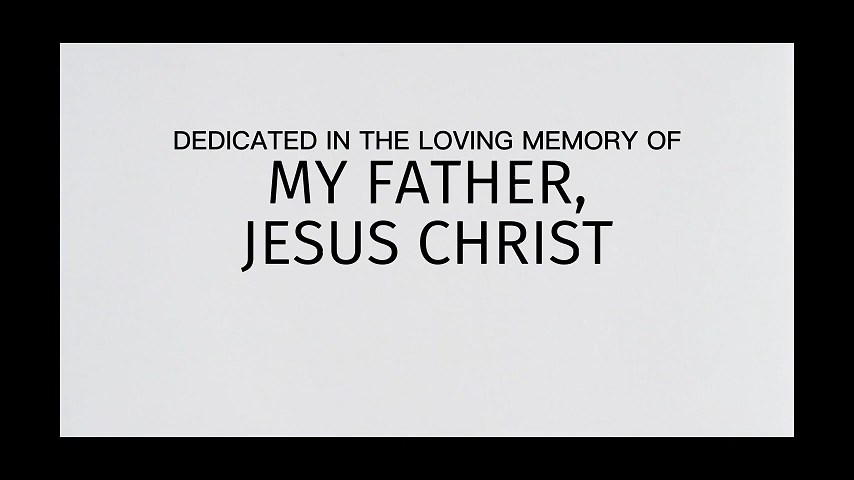 DEDICATED IN THE LOVING MEMORY OF
MY FATHER,
JESUS CHRIST